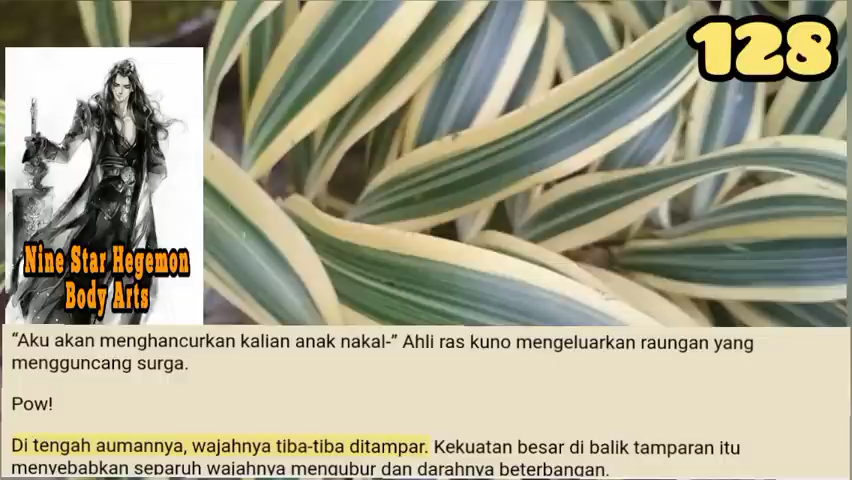 128
Nine Star Hegemon
Body Arts
“Aku akan menghancurkan kalian anak nakal-” Ahli ras kuno mengeluarkan raungan yang
mengguncang surga.
Pow!
Di tengah aumannya, wajahnya tiba-tiba ditampar. Kekuatan besar di balik tamparan itu
menyebabkan separuh wajahnya mengubur dan darahnya beterbangan.